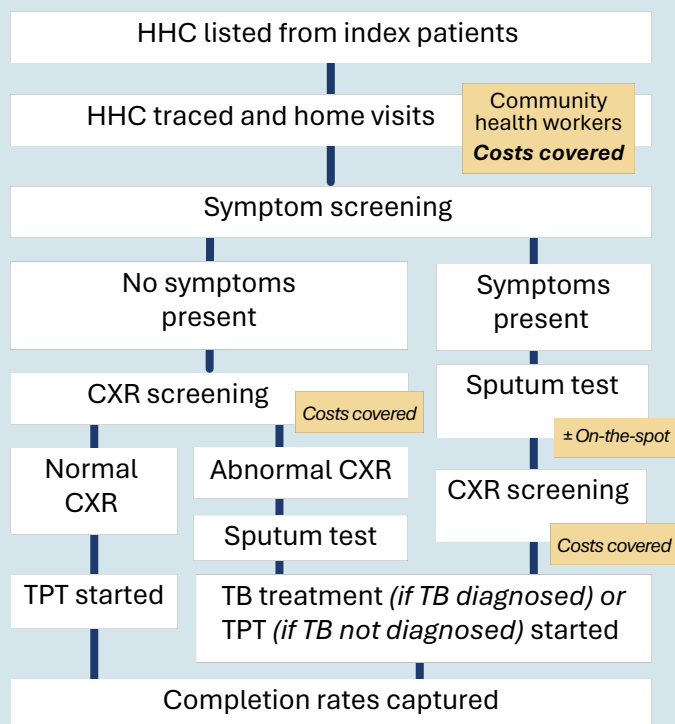 HHC listed from index patients
HHC traced and home visits
Community
health workers
Costs covered
Symptom screening
No symptoms
present
Symptoms
present
CXR screening
Costs covered
Sputum test
± On-the-spot
Normal
CXR
Abnormal CXR
CXR screening
Costs covered
Sputum test
TPT started
TB treatment (if TB diagnosed) or
TPT (if TB not diagnosed) started
Completion rates captured